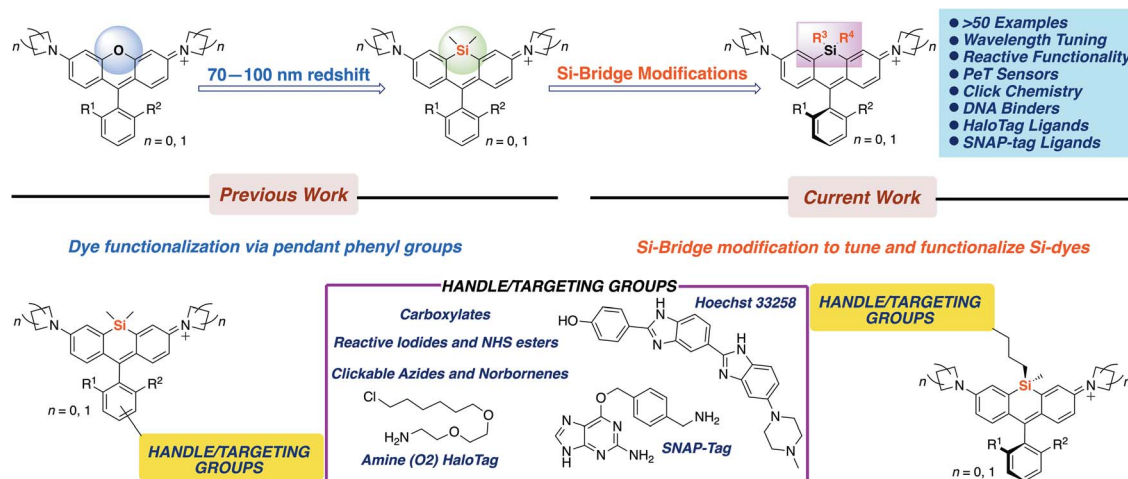 n
N
O
N
+
n
R1
R2
n = 0, 1
70—100 nm redshift
n
N
Si
N
+
n
R1
R2
n = 0, 1
Si-Bridge Modifications
n
R3
R4
N
Si
N
+
n
R1
R2
n = 0, 1
● >50 Examples
● Wavelength Tuning
● Reactive Functionality
● PeT Sensors
● Click Chemistry
● DNA Binders
● HaloTag Ligands
● SNAP-tag Ligands
Previous Work
Current Work
Dye functionalization via pendant phenyl groups
Si-Bridge modification to tune and functionalize Si-dyes
n
N
Si
N
+
n
R1
R2
n = 0, 1
HANDLE/TARGETING
GROUPS
HANDLE/TARGETING GROUPS
Carboxylates
Reactive Iodides and NHS esters
Clickable Azides and Norbornenes
Cl
O
H2N
O
Amine (O2) HaloTag
Hoechst 33258
HO
H
N
N
H
N
N
N
N
O
NH2
N
N
N
H
N
NH2
SNAP-Tag
HANDLE/TARGETING
GROUPS
n
N
Si
N
+
n
R1
R2
n = 0, 1